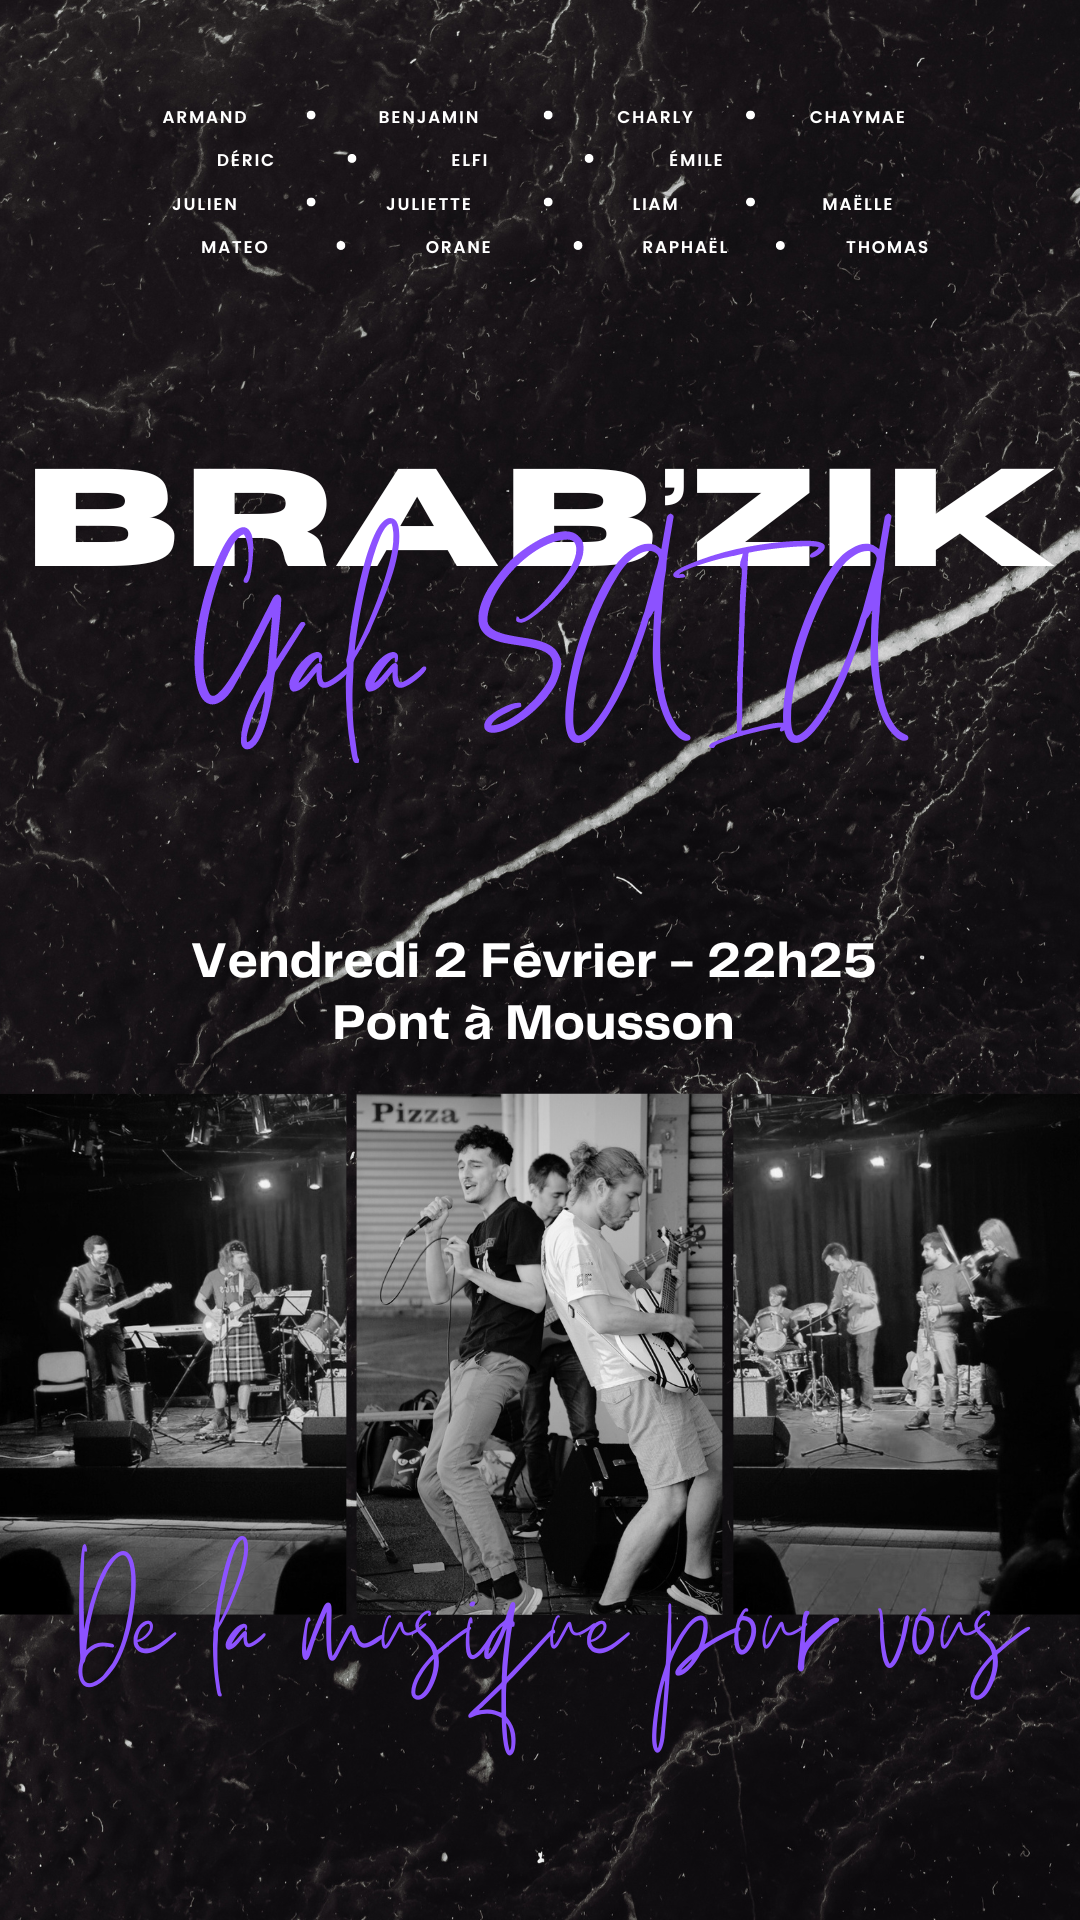 ARMAND • BENJAMIN • CHARLY • CHAYMAE
DÉRIC • ELFI • ÉMILE
JULIEN • JULIETTE • LIAM • MAËLLE
MATEO • ORANE • RAPHAËL • THOMAS
BRAB'ZIK
Gala SAIA
Vendredi 2 Février - 22h25
Pont à Mousson
Pizza
De la musique pour vous